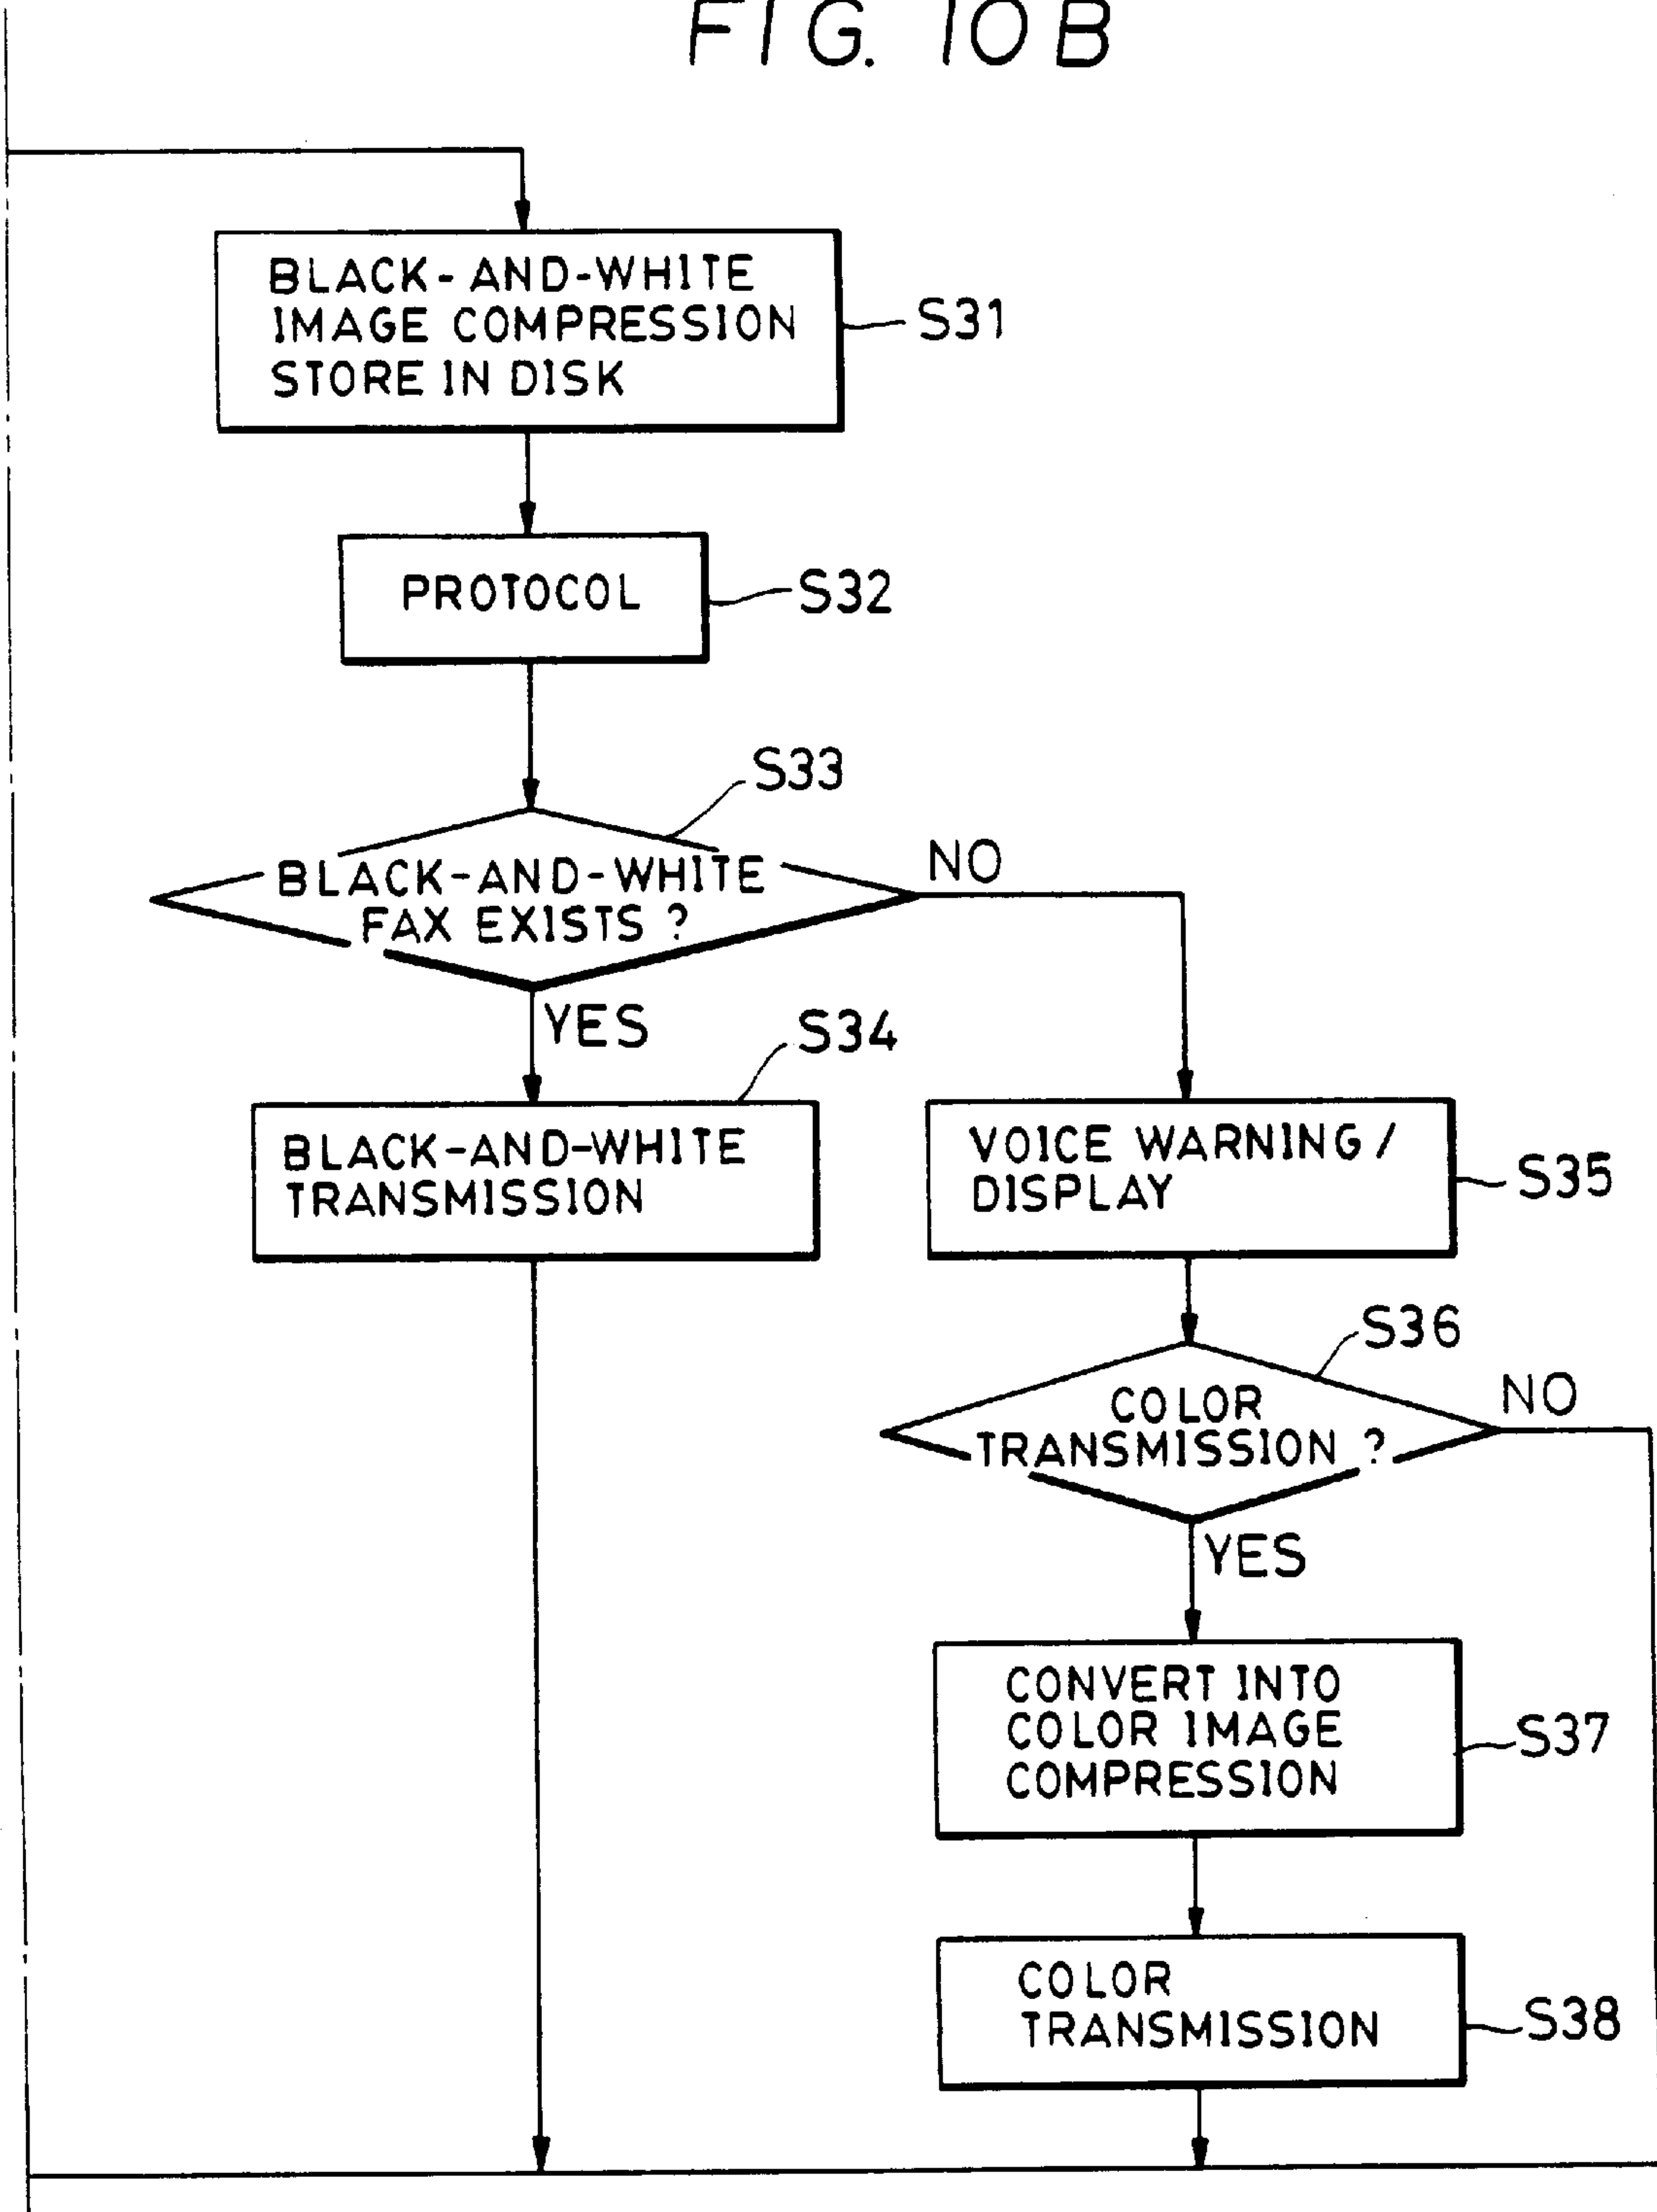 FIG. 10B
BLACK-AND-WHITE
IMAGE COMPRESSION
STORE IN DISK
S31
PROTOCOL
S32
S33
BLACK-AND-WHITE
FAX EXISTS ?
NO
YES
S34
BLACK-AND-WHITE
TRANSMISSION
VOICE WARNING /
DISPLAY
S35
S36
COLOR
TRANSMISSION ?
NO
YES
CONVERT INTO
COLOR IMAGE
COMPRESSION
S37
COLOR
TRANSMISSION
S38